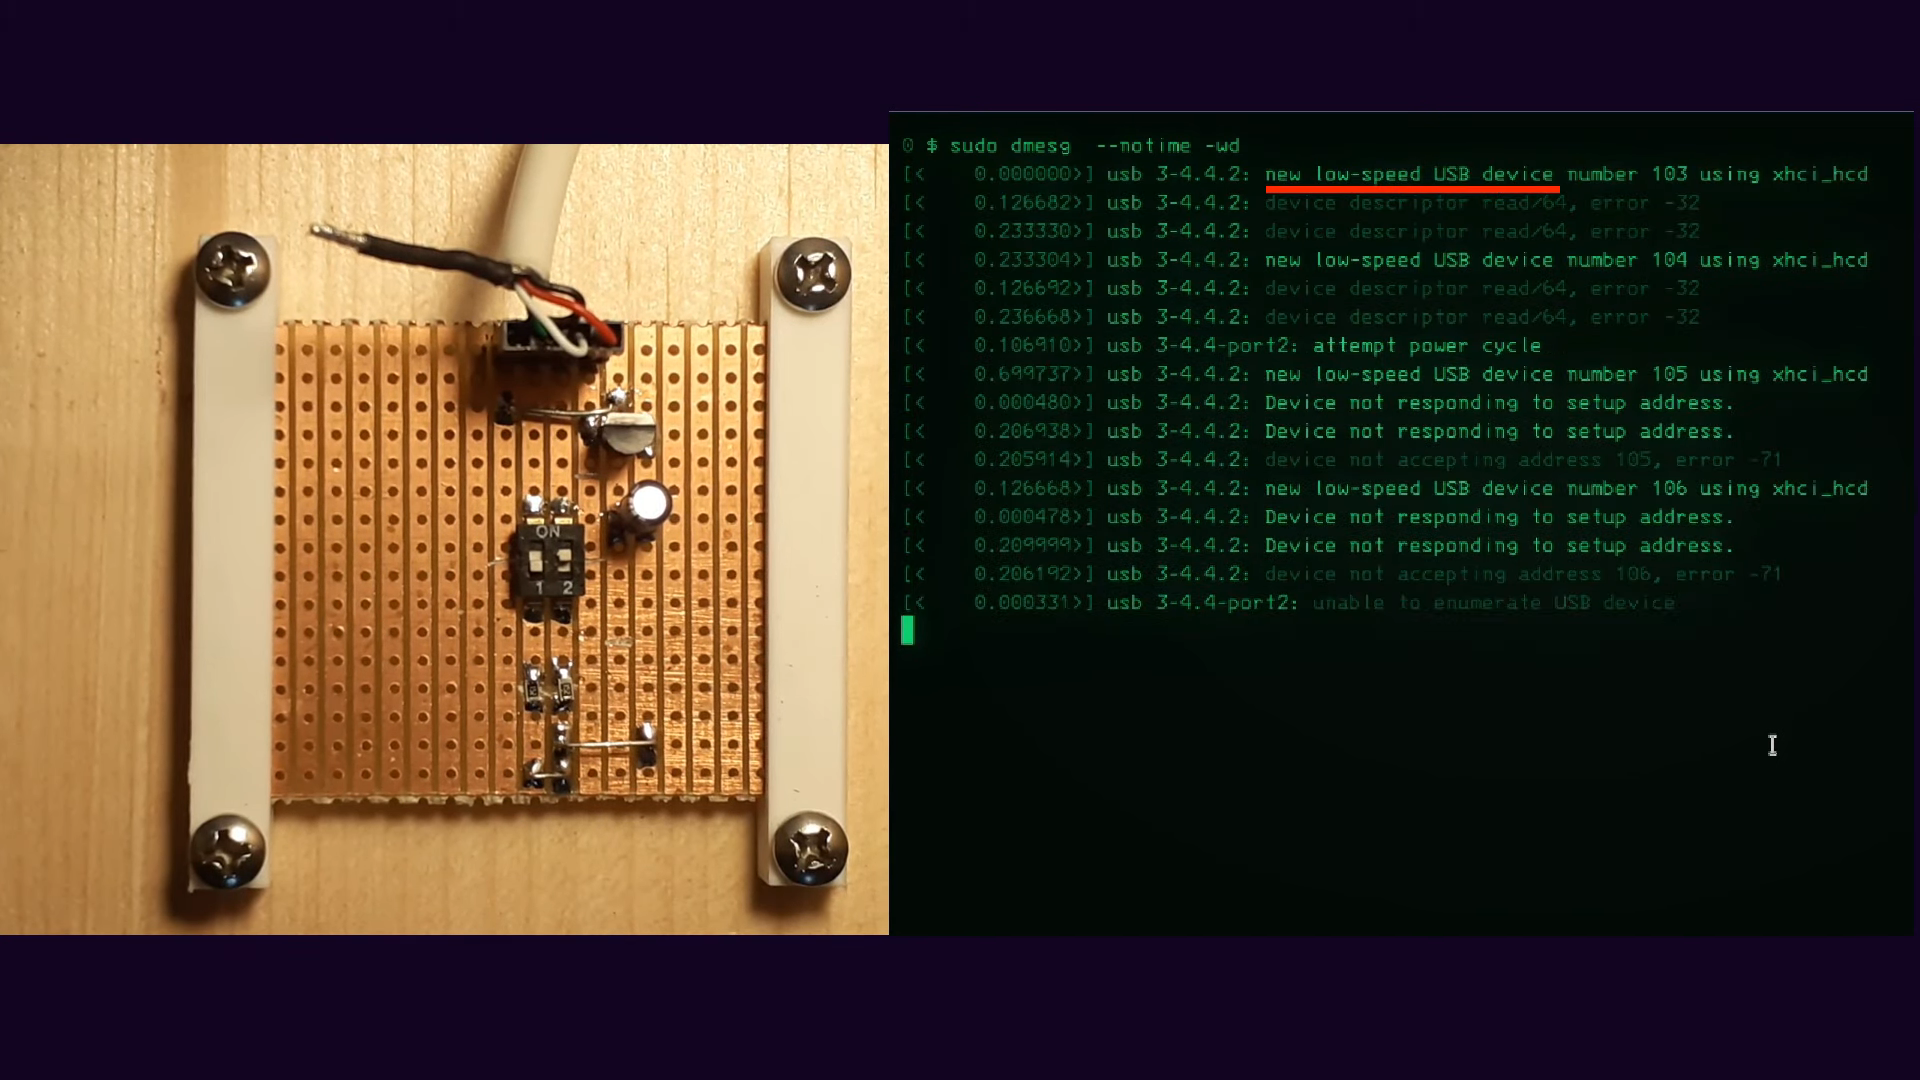 ON
1 2
0 $ sudo dmesg --notime -wd
[< 0.000000>] usb 3-4.4.2: new low-speed USB device number 103 using xhci_hcd
[< 0.126682>] usb 3-4.4.2: device descriptor read/64, error -32
[< 0.233330>] usb 3-4.4.2: device descriptor read/64, error -32
[< 0.233304>] usb 3-4.4.2: new low-speed USB device number 104 using xhci_hcd
[< 0.126692>] usb 3-4.4.2: device descriptor read/64, error -32
[< 0.236668>] usb 3-4.4.2: device descriptor read/64, error -32
[< 0.106910>] usb 3-4.4-port2: attempt power cycle
[< 0.699737>] usb 3-4.4.2: new low-speed USB device number 105 using xhci_hcd
[< 0.000480>] usb 3-4.4.2: Device not responding to setup address.
[< 0.206938>] usb 3-4.4.2: Device not responding to setup address.
[< 0.205914>] usb 3-4.4.2: device not accepting address 105, error -71
[< 0.126668>] usb 3-4.4.2: new low-speed USB device number 106 using xhci_hcd
[< 0.000478>] usb 3-4.4.2: Device not responding to setup address.
[< 0.209999>] usb 3-4.4.2: Device not responding to setup address.
[< 0.206192>] usb 3-4.4.2: device not accepting address 106, error -71
[< 0.000331>] usb 3-4.4-port2: unable to enumerate USB device